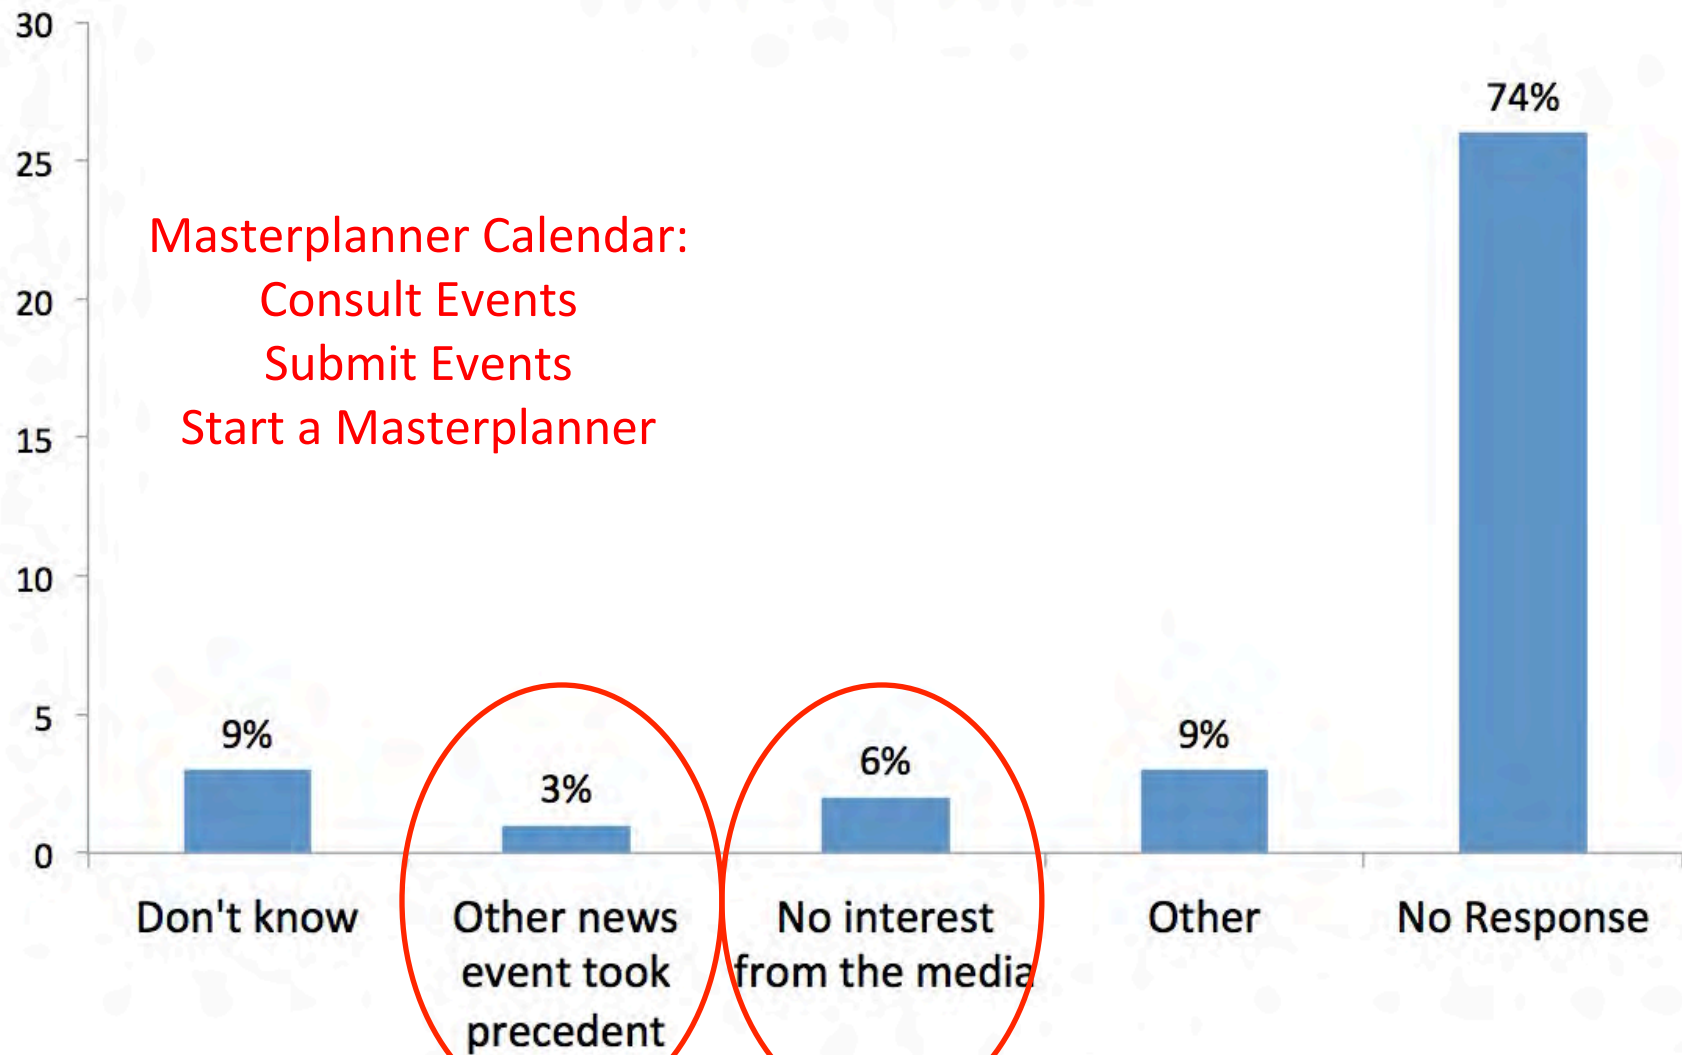 30
25
20
15
10
5
0
Masterplanner Calendar:
Consult Events
Submit Events
Start a Masterplanner
9%
3%
6%
9%
74%
Don't know
Other news
event took
precedent
No interest
from the media
Other
No Response